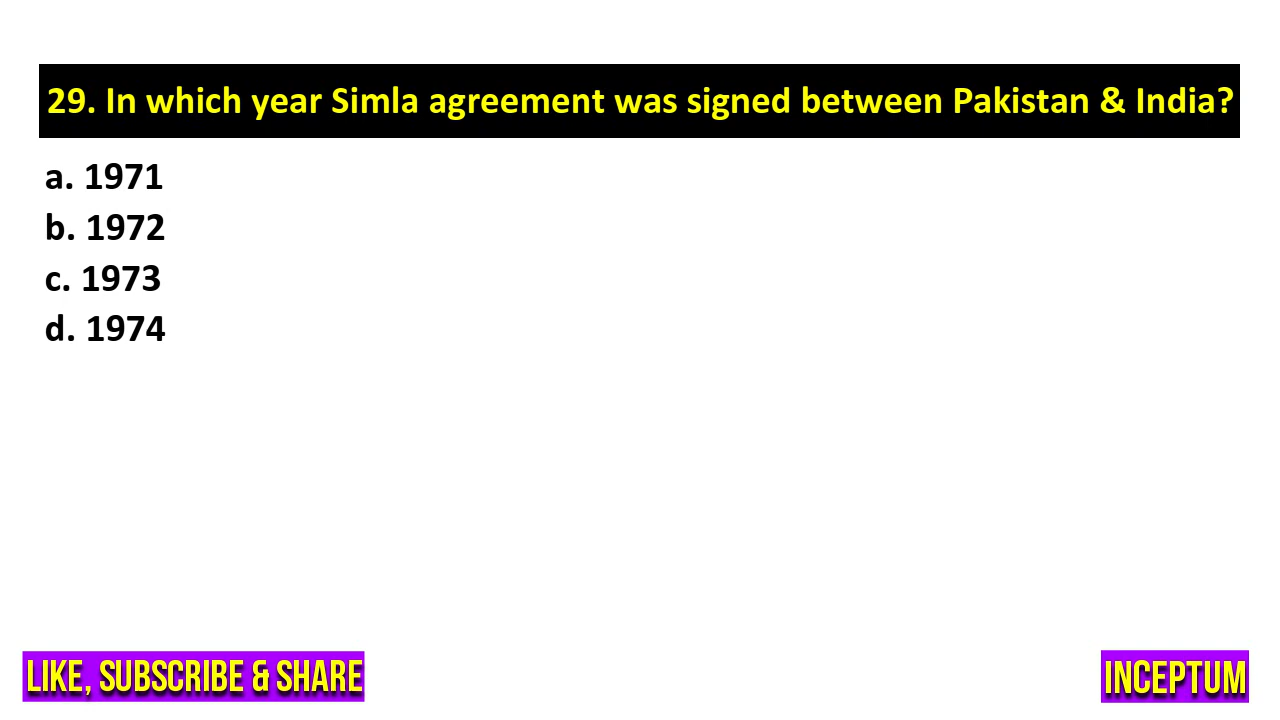 29. In which year Simla agreement was signed between Pakistan & India?
a. 1971
b. 1972
c. 1973
d. 1974
LIKE, SUBSCRIBE & SHARE
INCEPTUM